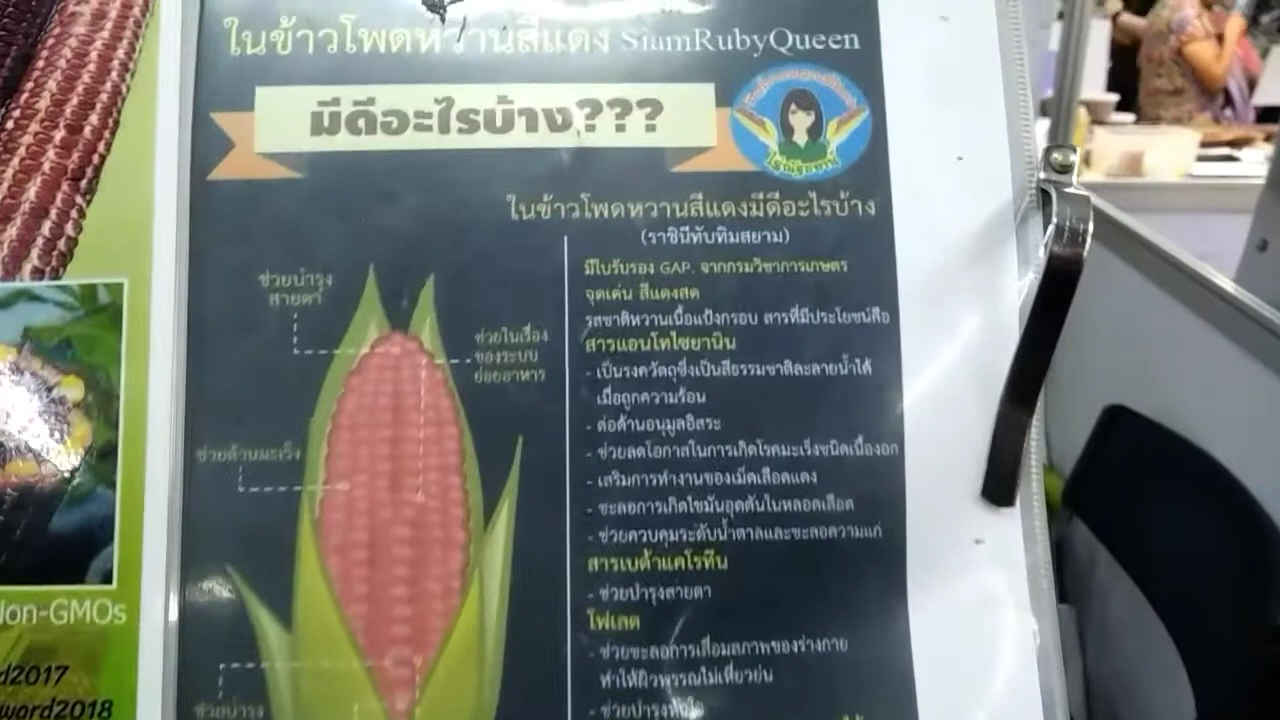 ในข้าวโพดหวานสีแดง SiamRubyQueen
มีดีอะไรบ้าง???
ในข้าวโพดหวานสีแดงมีดีอะไรบ้าง
(ราชินีทับทิมสยาม)
ช่วยบำรุง
สายตา
ช่วยในเรื่อง
ของระบบ
ย่อยอาหาร
ช่วยต้านมะเร็ง
ช่วยบำรุง
มีใบรับรอง GAP. จากกรมวิชาการเกษตร
จุดเด่น สีแดงสด
รสชาติหวานเนื้อแป้งกรอบ สารที่มีประโยชน์คือ
สารแอนโทไซยานิน
- เป็นรงควัตถุซึ่งเป็นสีธรรมชาติละลายน้ำได้
เมื่อถูกความร้อน
- ต่อต้านอนุมูลอิสระ
- ช่วยลดโอกาสในการเกิดโรคมะเร็งชนิดเนื้องอก
- เสริมการทำงานของเม็ดเลือดแดง
- ชะลอการเกิดไขมันอุดตันในหลอดเลือด
- ช่วยควบคุมระดับน้ำตาลและชะลอความแก่
สารเบต้าแคโรทีน
- ช่วยบำรุงสายตา
โฟเลต
- ช่วยชะลอการเสื่อมสภาพของร่างกาย
ทำให้ผิวพรรณไม่เหี่ยวย่น
- ช่วยบำรุงหัวใจ
Non-GMOs
d2017
ward2018